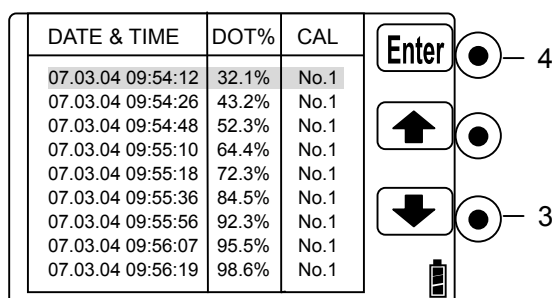 DATE & TIME DOT% CAL
07.03.04 09:54:12 32.1% No.1
07.03.04 09:54:26 43.2% No.1
07.03.04 09:54:48 52.3% No.1
07.03.04 09:55:10 64.4% No.1
07.03.04 09:55:18 72.3% No.1
07.03.04 09:55:36 84.5% No.1
07.03.04 09:55:56 92.3% No.1
07.03.04 09:56:07 95.5% No.1
07.03.04 09:56:19 98.6% No.1
Enter
4
3